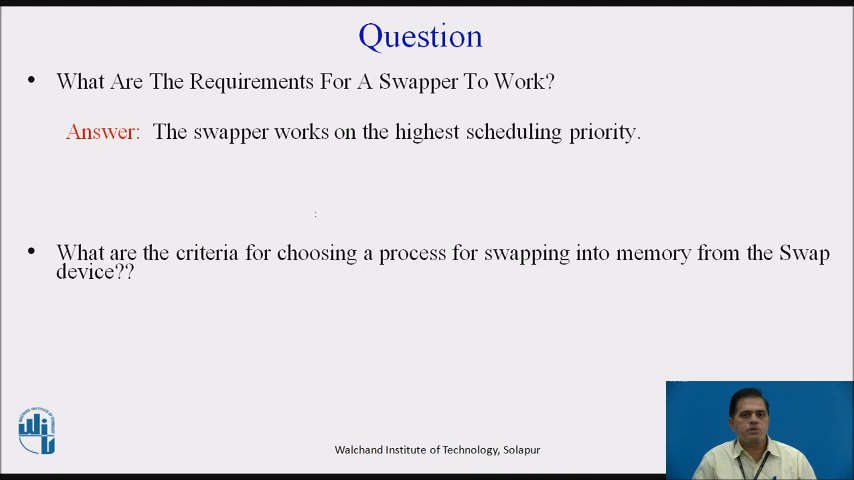 Question
• What Are The Requirements For A Swapper To Work?
Answer: The swapper works on the highest scheduling priority.
:
• What are the criteria for choosing a process for swapping into memory from the Swap
device??
Walchand Institute of Technology, Solapur